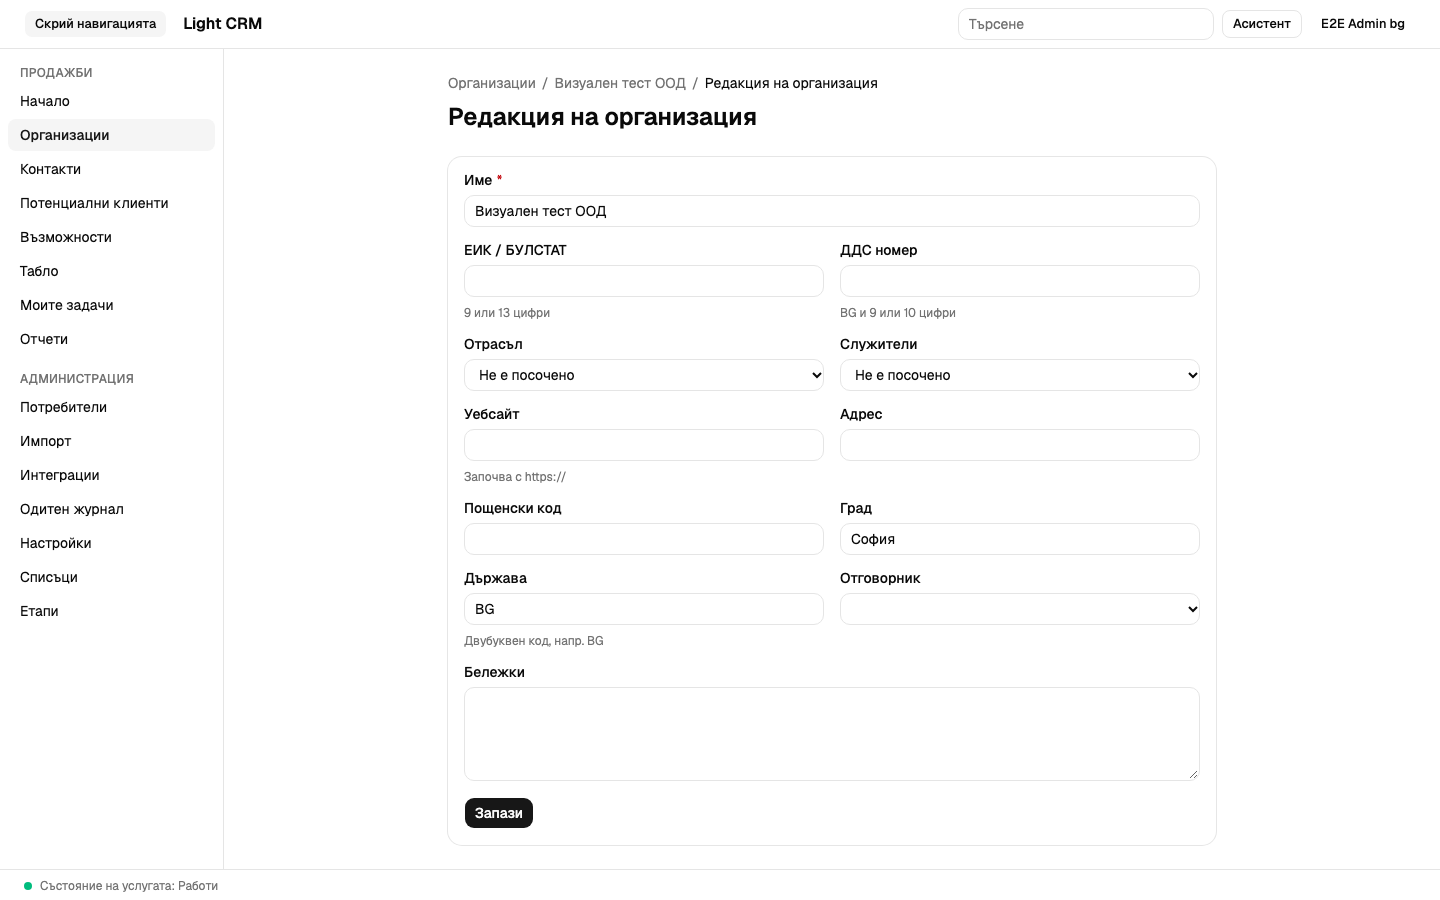 Скрий навигацията
Light CRM
Търсене
Асистент
E2E Admin bg
ПРОДАЖБИ
Начало
Организации
Контакти
Потенциални клиенти
Възможности
Табло
Моите задачи
Отчети
АДМИНИСТРАЦИЯ
Потребители
Импорт
Интеграции
Одитен журнал
Настройки
Списъци
Етапи
Организации / Визуален тест ООД / Редакция на организация
Редакция на организация
Име *
Визуален тест ООД
ЕИК / БУЛСТАТ
ДДС номер
9 или 13 цифри
BG и 9 или 10 цифри
Отрасъл
Служители
Не е посочено
Не е посочено
Уебсайт
Адрес
Започва с https://
Пощенски код
Град
София
Държава
Отговорник
BG
Двубуквен код, напр. BG
Бележки
Запази
Състояние на услугата: Работи